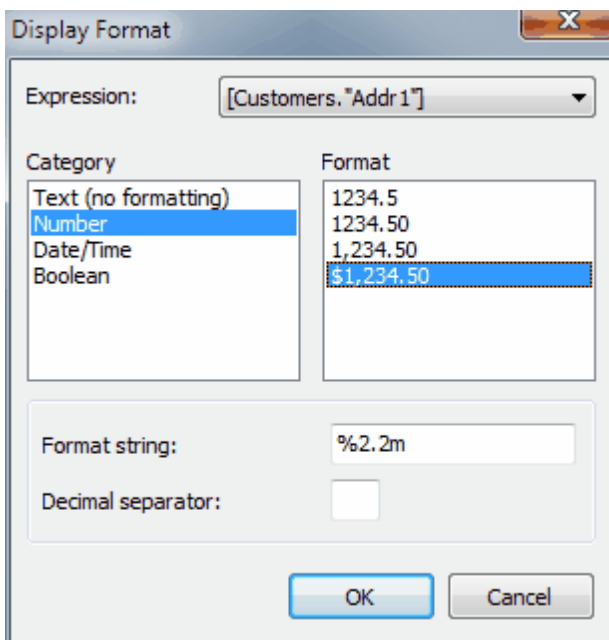 Display Format
Expression: [Customers."Addr1"]
Category Format
Text (no formatting) 1234.5
Number 1234.50
Date/Time 1,234.50
Boolean $1,234.50
Format string: %2.2m
Decimal separator:
OK Cancel